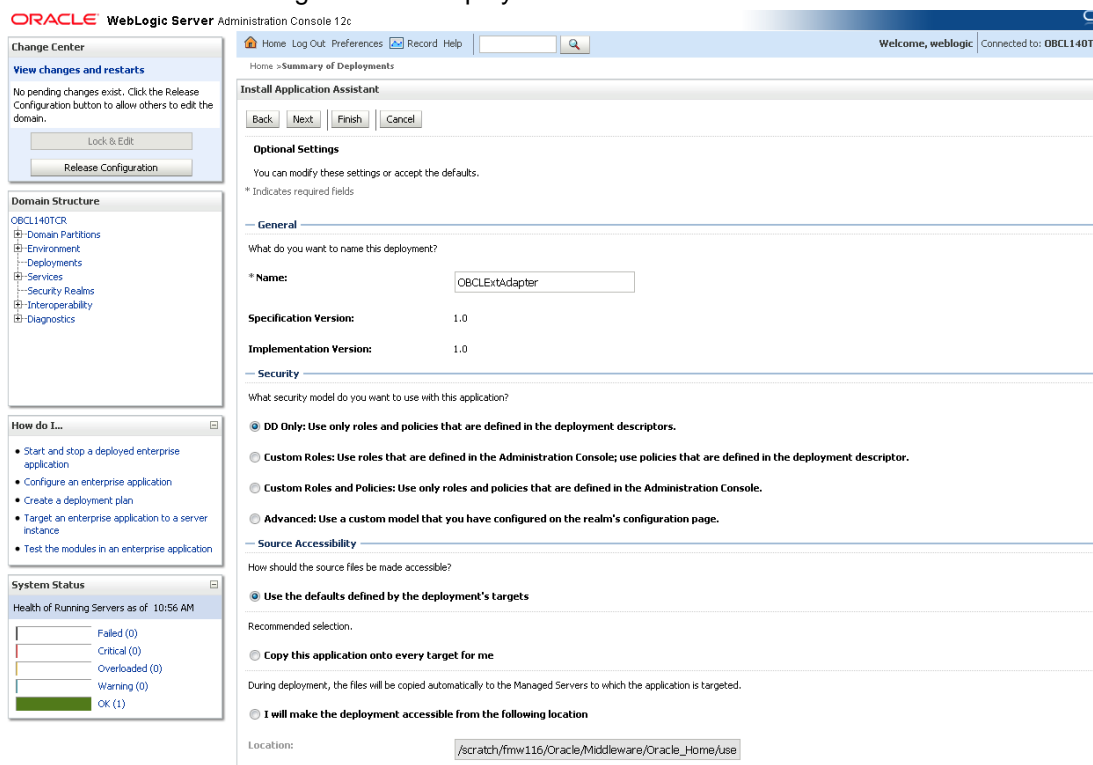 ORACLE WebLogic Server Administration Console 12c
Change Center
View changes and restarts
No pending changes exist. Click the Release
Configuration button to allow others to edit the
domain.
Lock & Edit
Release Configuration
Domain Structure
OBCL140TCR
Domain Partitions
Environment
Deployments
Services
Security Realms
Interoperability
Diagnostics
How do I...
Start and stop a deployed enterprise
application
Configure an enterprise application
Create a deployment plan
Target an enterprise application to a server
instance
Test the modules in an enterprise application
System Status
Health of Running Servers as of 10:56 AM
Failed (0)
Critical (0)
Overloaded (0)
Warning (0)
OK (1)
Home Log Out Preferences Record Help
Welcome, weblogic Connected to: OBCL140T
Home >Summary of Deployments
Install Application Assistant
Back Next Finish Cancel
Optional Settings
You can modify these settings or accept the defaults.
* Indicates required fields
General
What do you want to name this deployment?
* Name: OBCLExtAdapter
Specification Version: 1.0
Implementation Version: 1.0
Security
What security model do you want to use with this application?
DD Only: Use only roles and policies that are defined in the deployment descriptors.
Custom Roles: Use roles that are defined in the Administration Console; use policies that are defined in the deployment descriptor.
Custom Roles and Policies: Use only roles and policies that are defined in the Administration Console.
Advanced: Use a custom model that you have configured on the realm's configuration page.
Source Accessibility
How should the source files be made accessible?
Use the defaults defined by the deployment's targets
Recommended selection.
Copy this application onto every target for me
During deployment, the files will be copied automatically to the Managed Servers to which the application is targeted.
I will make the deployment accessible from the following location
Location: /scratch/fmw116/Oracle/Middleware/Oracle_Home/use